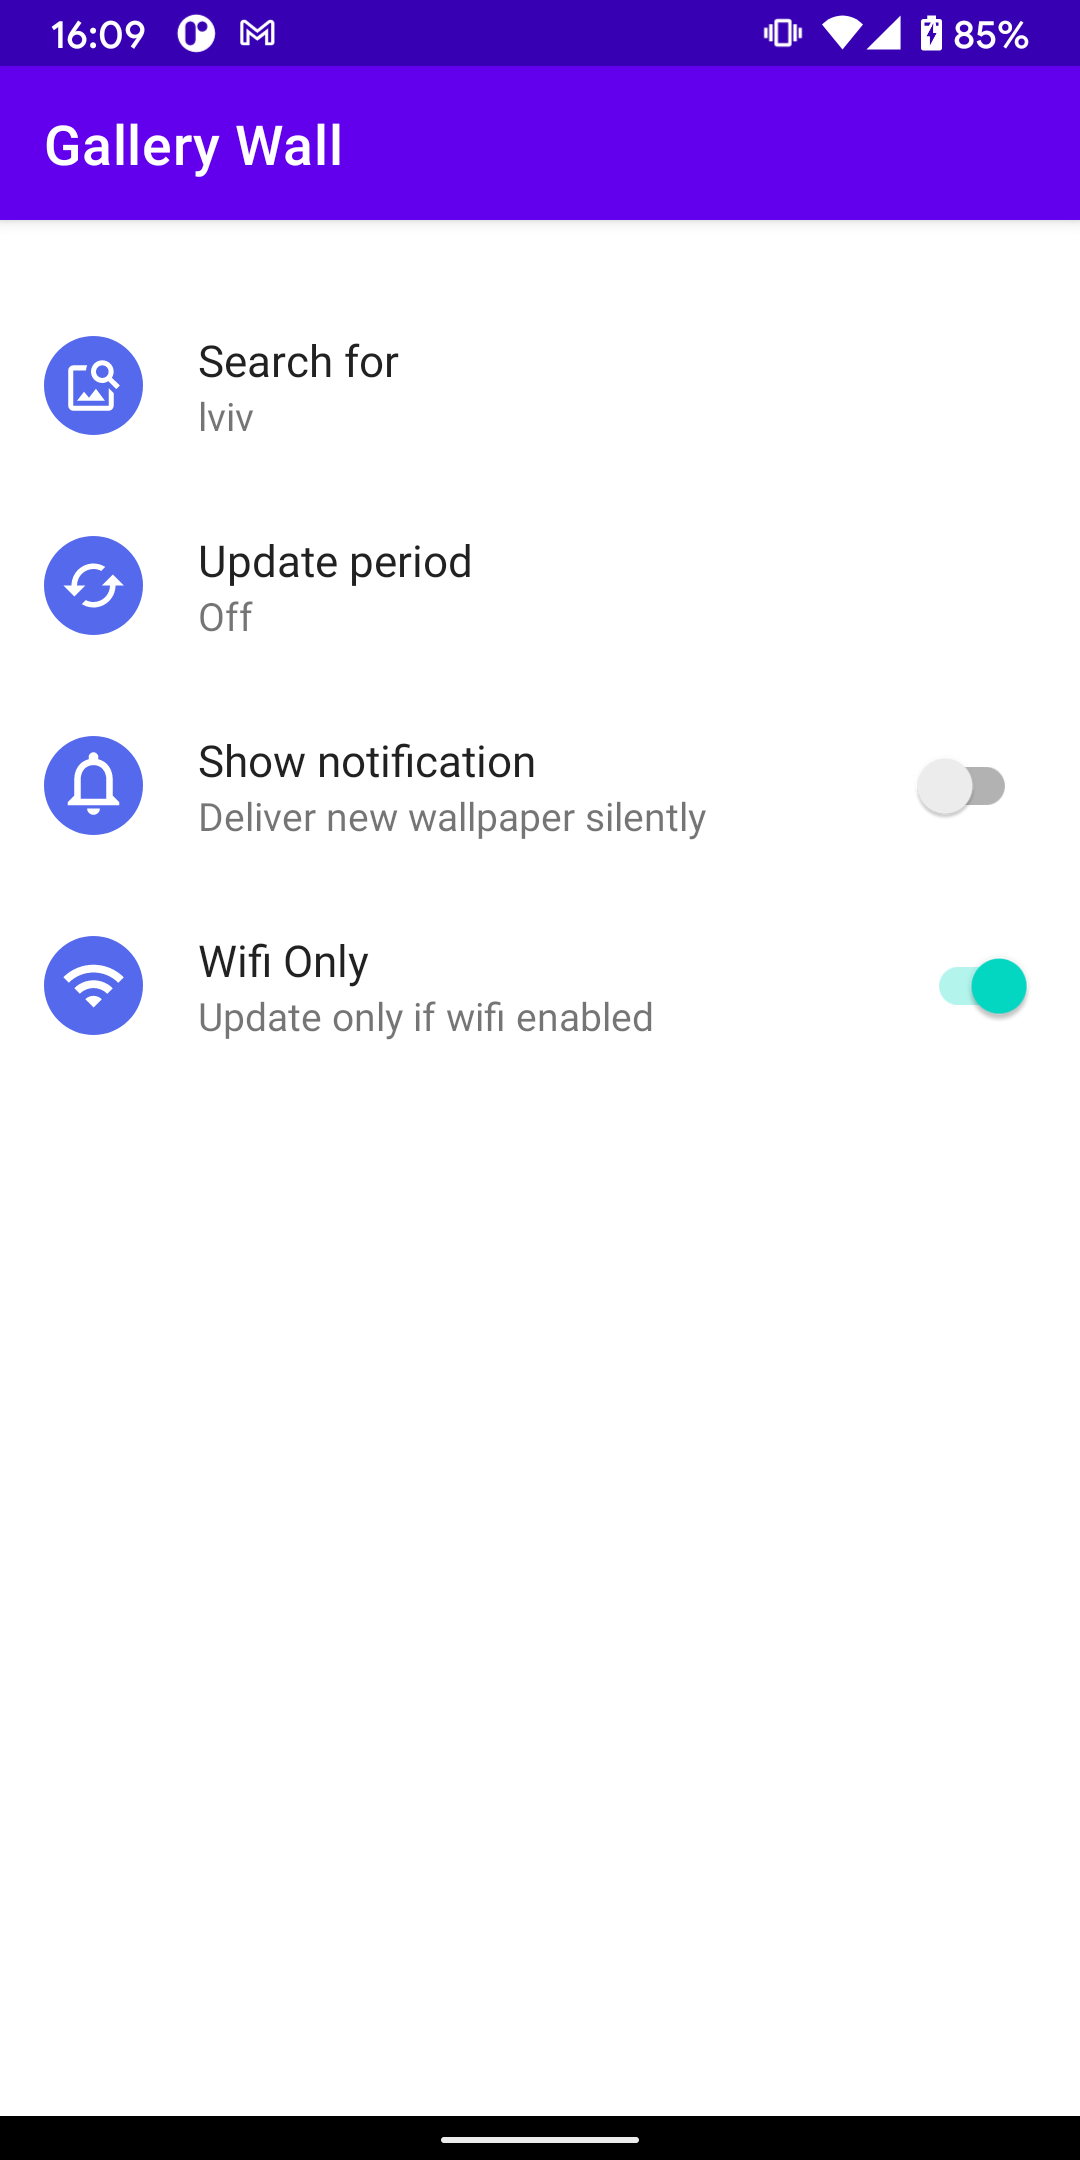 16:09
85%
Gallery Wall
Search for
lviv
Update period
Off
Show notification
Deliver new wallpaper silently
Wifi Only
Update only if wifi enabled